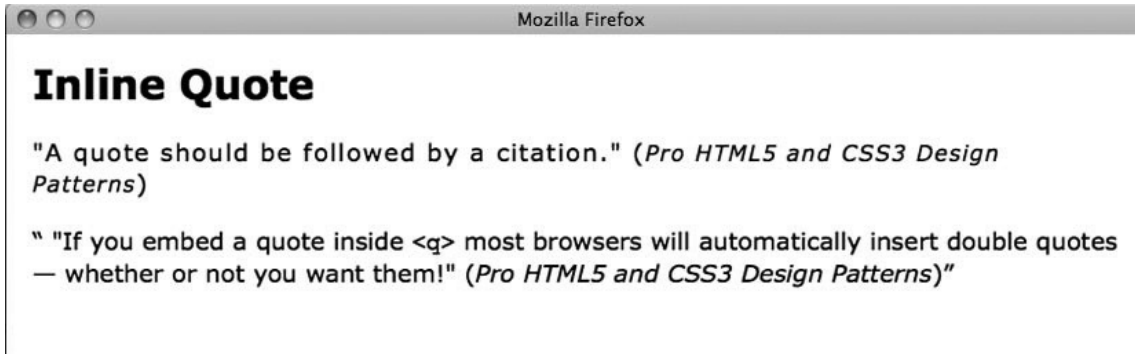 Mozilla Firefox
Inline Quote
"A quote should be followed by a citation." (Pro HTML5 and CSS3 Design
Patterns)
“ "If you embed a quote inside <q> most browsers will automatically insert double quotes
— whether or not you want them!" (Pro HTML5 and CSS3 Design Patterns)”